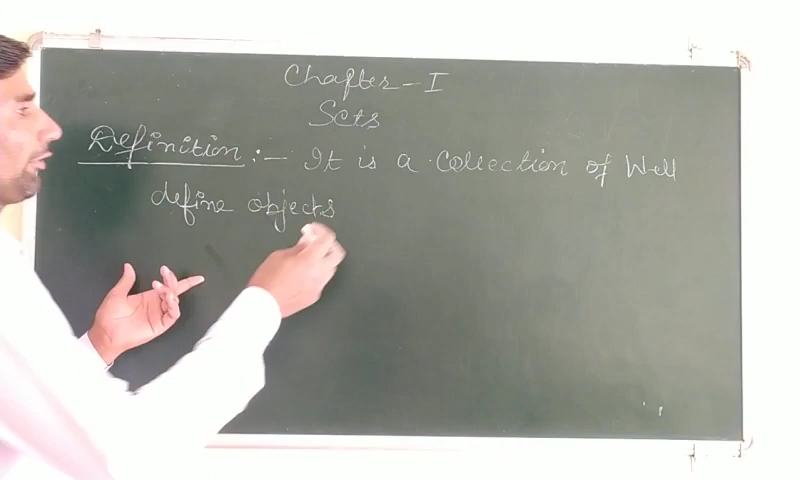 Chapter - I
Sets
Definition :- It is a collection of Well
define objects